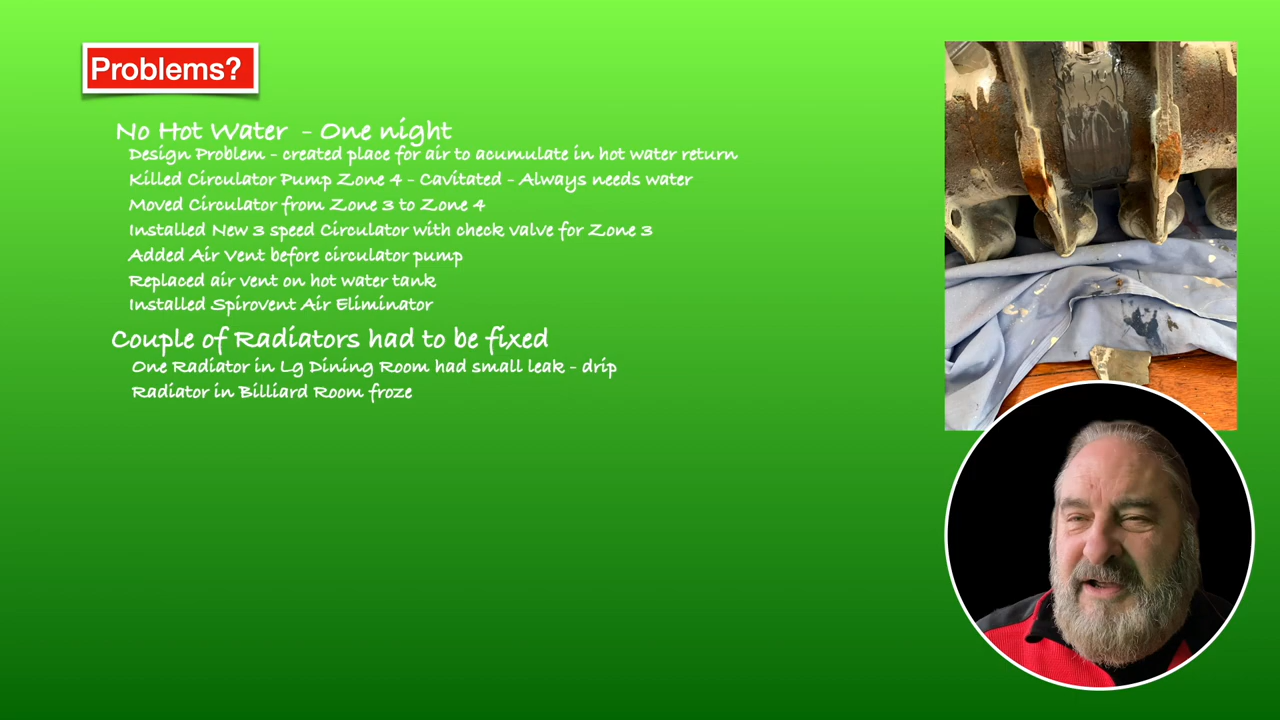 Problems?
No Hot Water - One night
Design Problem - created place for air to acumulate in hot water return
Killed Circulator Pump Zone 4 - Cavitated - Always needs water
Moved Circulator from Zone 3 to Zone 4
Installed New 3 speed Circulator with check valve for Zone 3
Added Air Vent before circulator pump
Replaced air vent on hot water tank
Installed Spirovent Air Eliminator
Couple of Radiators had to be fixed
One Radiator in Lg Dining Room had small leak - drip
Radiator in Billiard Room froze